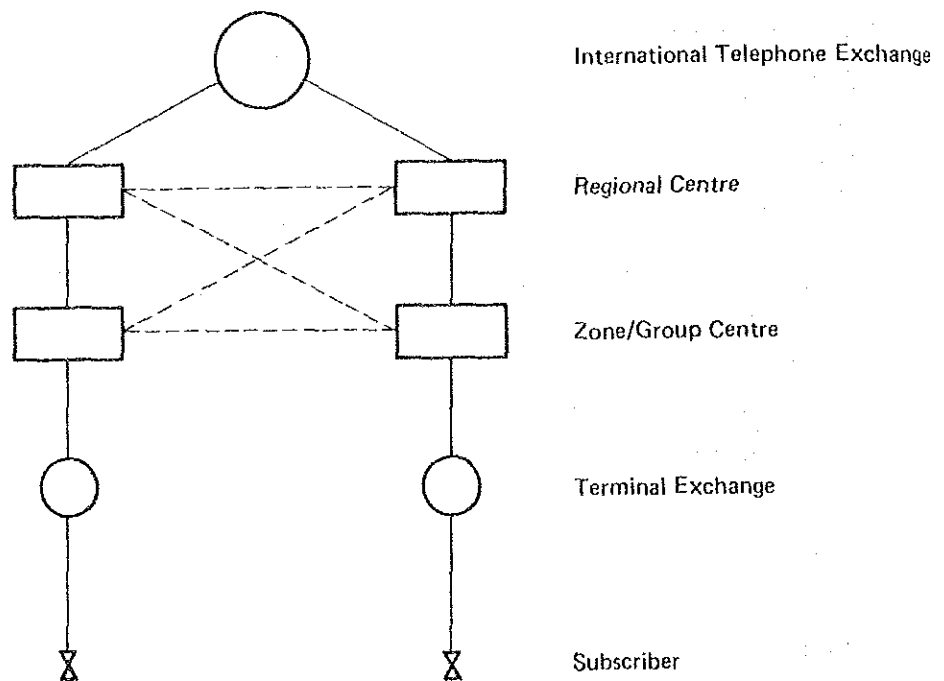 International Telephone Exchange
Regional Centre
Zone/Group Centre
Terminal Exchange
Subscriber